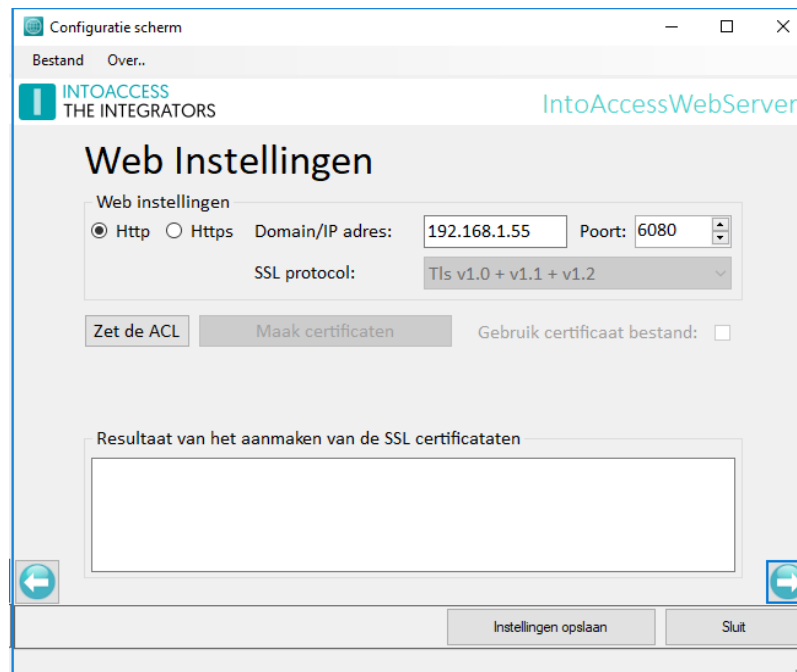 Configuratie scherm
Bestand Over..
INTOACCESS
THE INTEGRATORS
IntoAccessWebServer
Web Instellingen
Web instellingen
Http Https Domain/IP adres: 192.168.1.55 Poort: 6080
SSL protocol: Tls v1.0 + v1.1 + v1.2
Zet de ACL Maak certificaten Gebruik certificaat bestand:
Resultaat van het aanmaken van de SSL certificataten
Instellingen opslaan Sluit